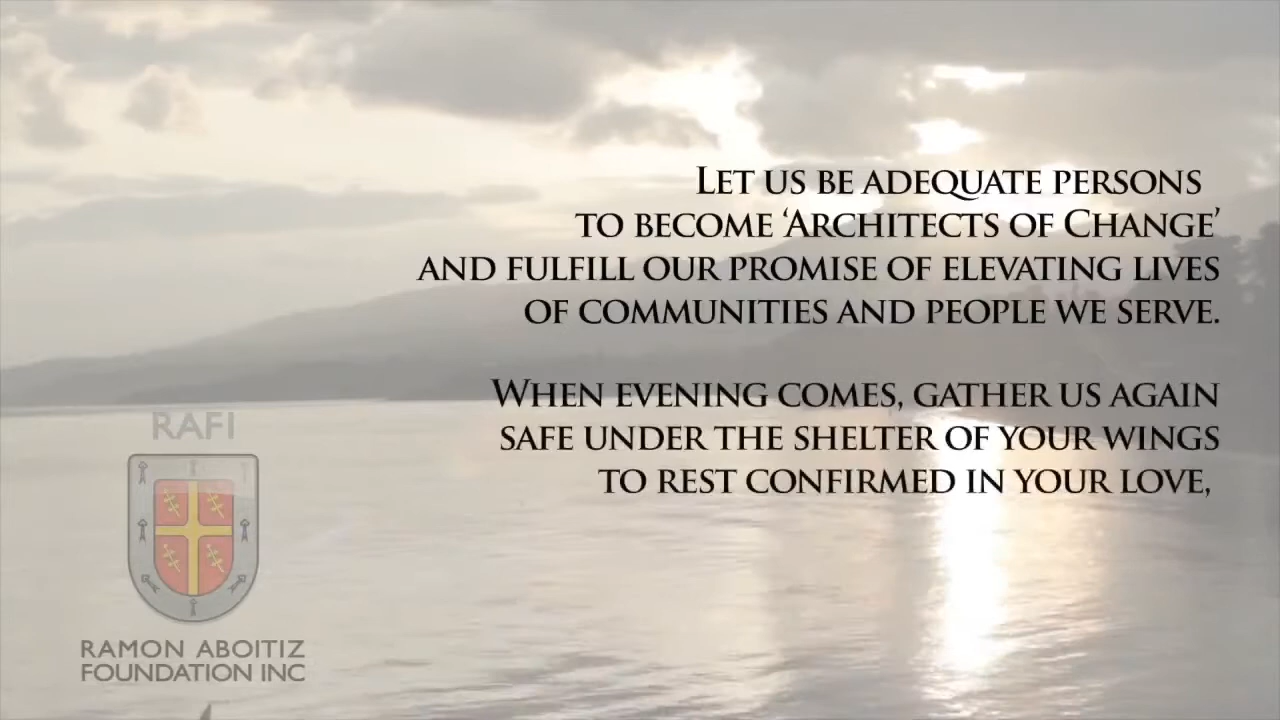 Let us be adequate persons
to become ‘Architects of Change’
and fulfill our promise of elevating lives
of communities and people we serve.
When evening comes, gather us again
safe under the shelter of your wings
to rest confirmed in your love,
RAFI
RAMON ABOITIZ
FOUNDATION INC